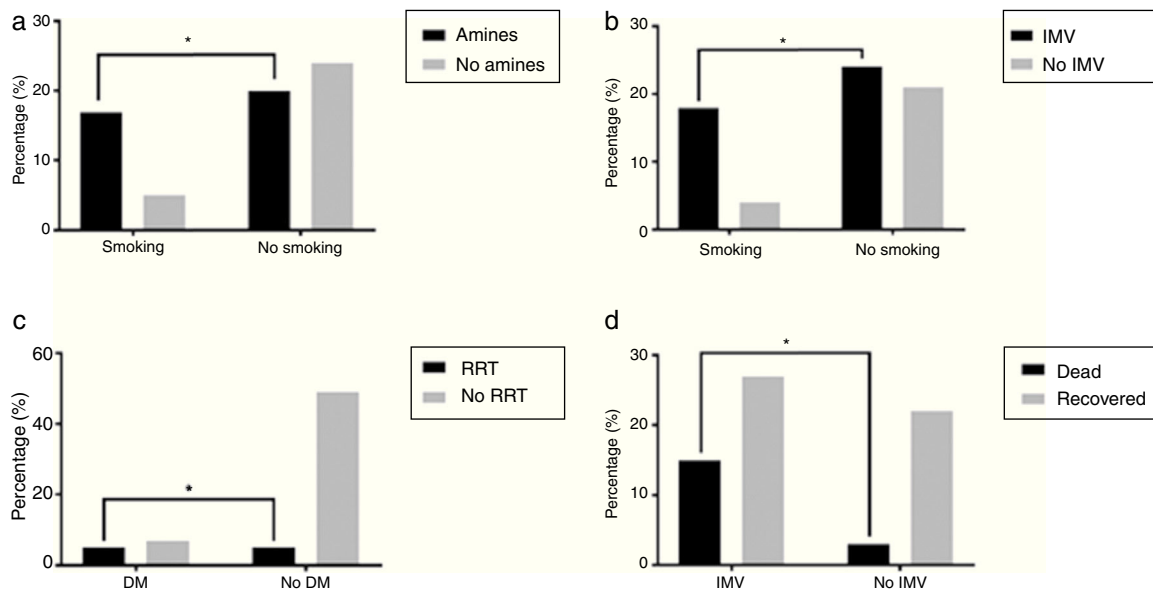 a
30
20
10
0
Percentage (%)
*
Amines
No amines
Smoking
No smoking
b
30
20
10
0
Percentage (%)
*
IMV
No IMV
Smoking
No smoking
c
60
40
20
0
Percentage (%)
*
RRT
No RRT
DM
No DM
d
30
20
10
0
Percentage (%)
*
Dead
Recovered
IMV
No IMV